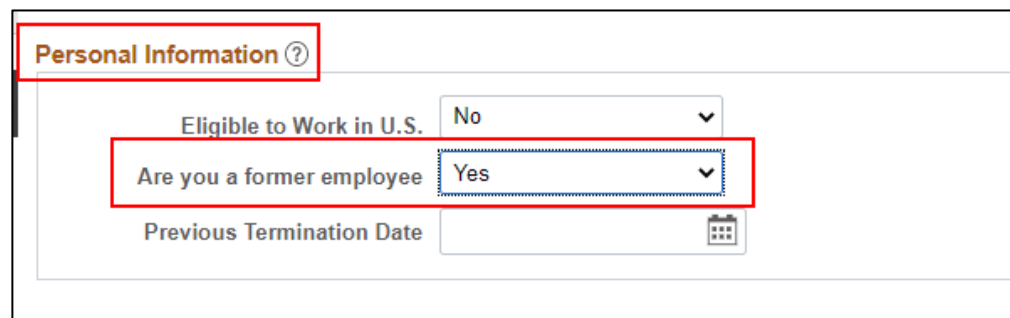 Personal Information ?
Eligible to Work in U.S. No
Are you a former employee Yes
Previous Termination Date